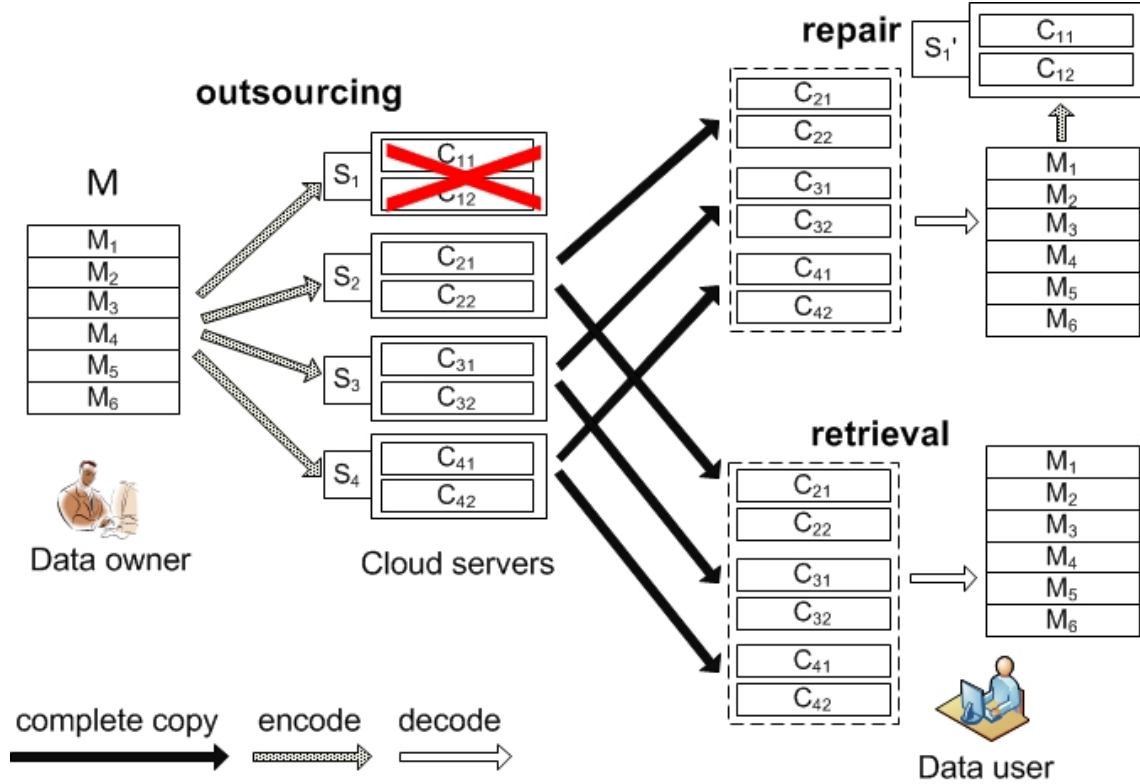 outsourcing
M
M1
M2
M3
M4
M5
M6
Data owner
S1
C11
C12
S2
C21
C22
S3
C31
C32
S4
C41
C42
Cloud servers
repair
C21
C22
C31
C32
C41
C42
S1'
C11
C12
M1
M2
M3
M4
M5
M6
retrieval
C21
C22
C31
C32
C41
C42
M1
M2
M3
M4
M5
M6
Data user
complete copy
encode
decode